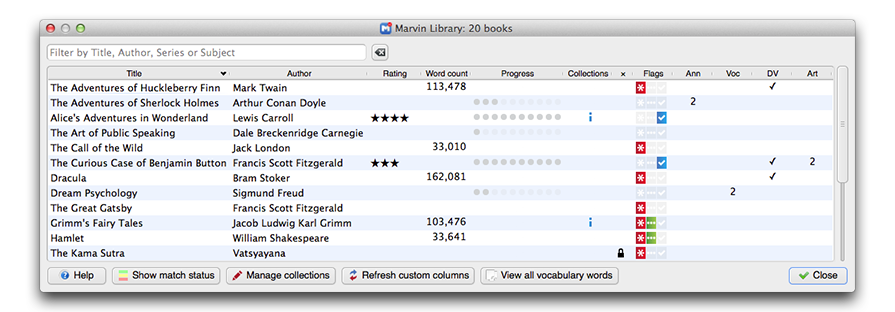 Marvin Library: 20 books
Filter by Title, Author, Series or Subject
Title Author Rating Word count Progress Collections × Flags Ann Voc DV Art
The Adventures of Huckleberry Finn Mark Twain 113,478 ✓
The Adventures of Sherlock Holmes Arthur Conan Doyle 2
Alice's Adventures in Wonderland Lewis Carroll ★★★★ i
The Art of Public Speaking Dale Breckenridge Carnegie
The Call of the Wild Jack London 33,010
The Curious Case of Benjamin Button Francis Scott Fitzgerald ★★★ ✓ 2
Dracula Bram Stoker 162,081 ✓
Dream Psychology Sigmund Freud 2
The Great Gatsby Francis Scott Fitzgerald
Grimm's Fairy Tales Jacob Ludwig Karl Grimm 103,476 i
Hamlet William Shakespeare 33,641
The Kama Sutra Vatsyayana
? Help Show match status Manage collections Refresh custom columns View all vocabulary words Close